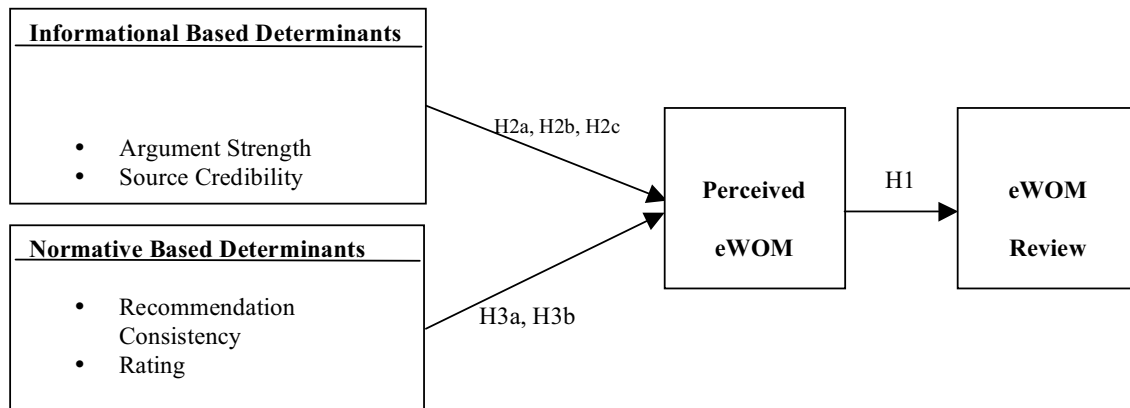 Informational Based Determinants
• Argument Strength
• Source Credibility
Normative Based Determinants
• Recommendation
Consistency
• Rating
H2a, H2b, H2c
H3a, H3b
Perceived
eWOM
H1
eWOM
Review